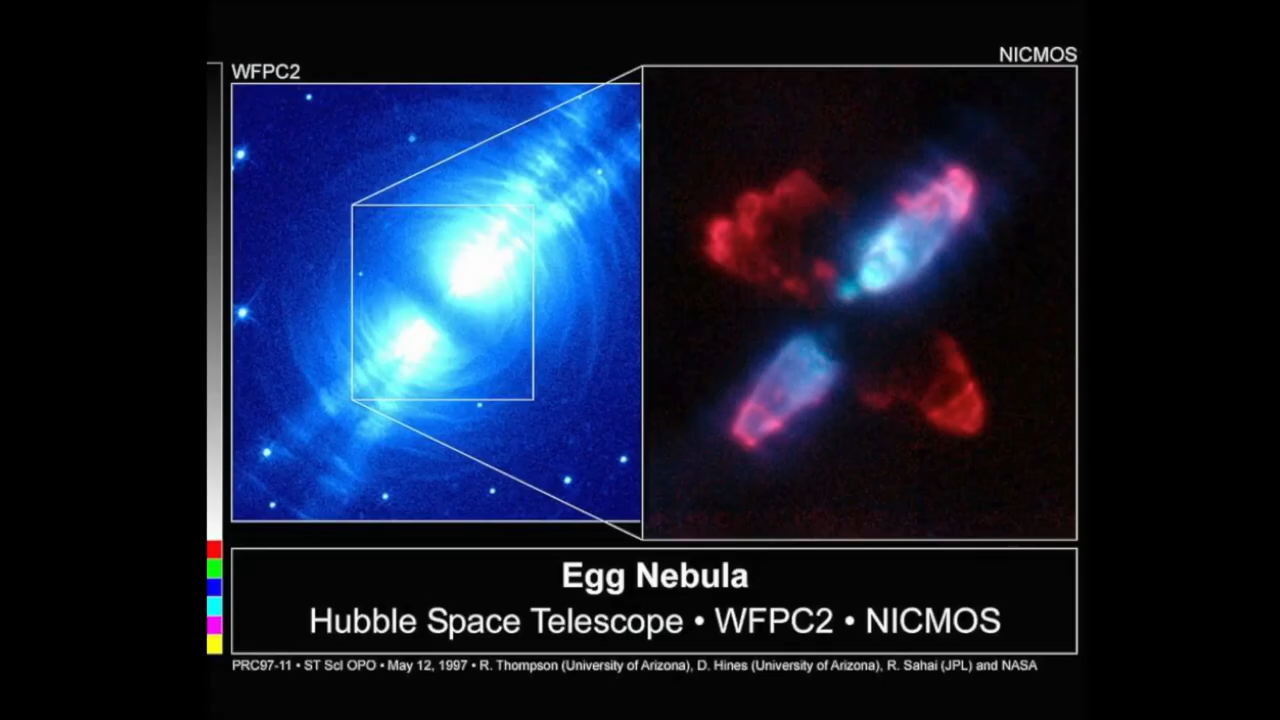 WFPC2
NICMOS
Egg Nebula
Hubble Space Telescope • WFPC2 • NICMOS
PRC97-11 • ST ScI OPO • May 12, 1997 • R. Thompson (University of Arizona), D. Hines (University of Arizona), R. Sahai (JPL) and NASA